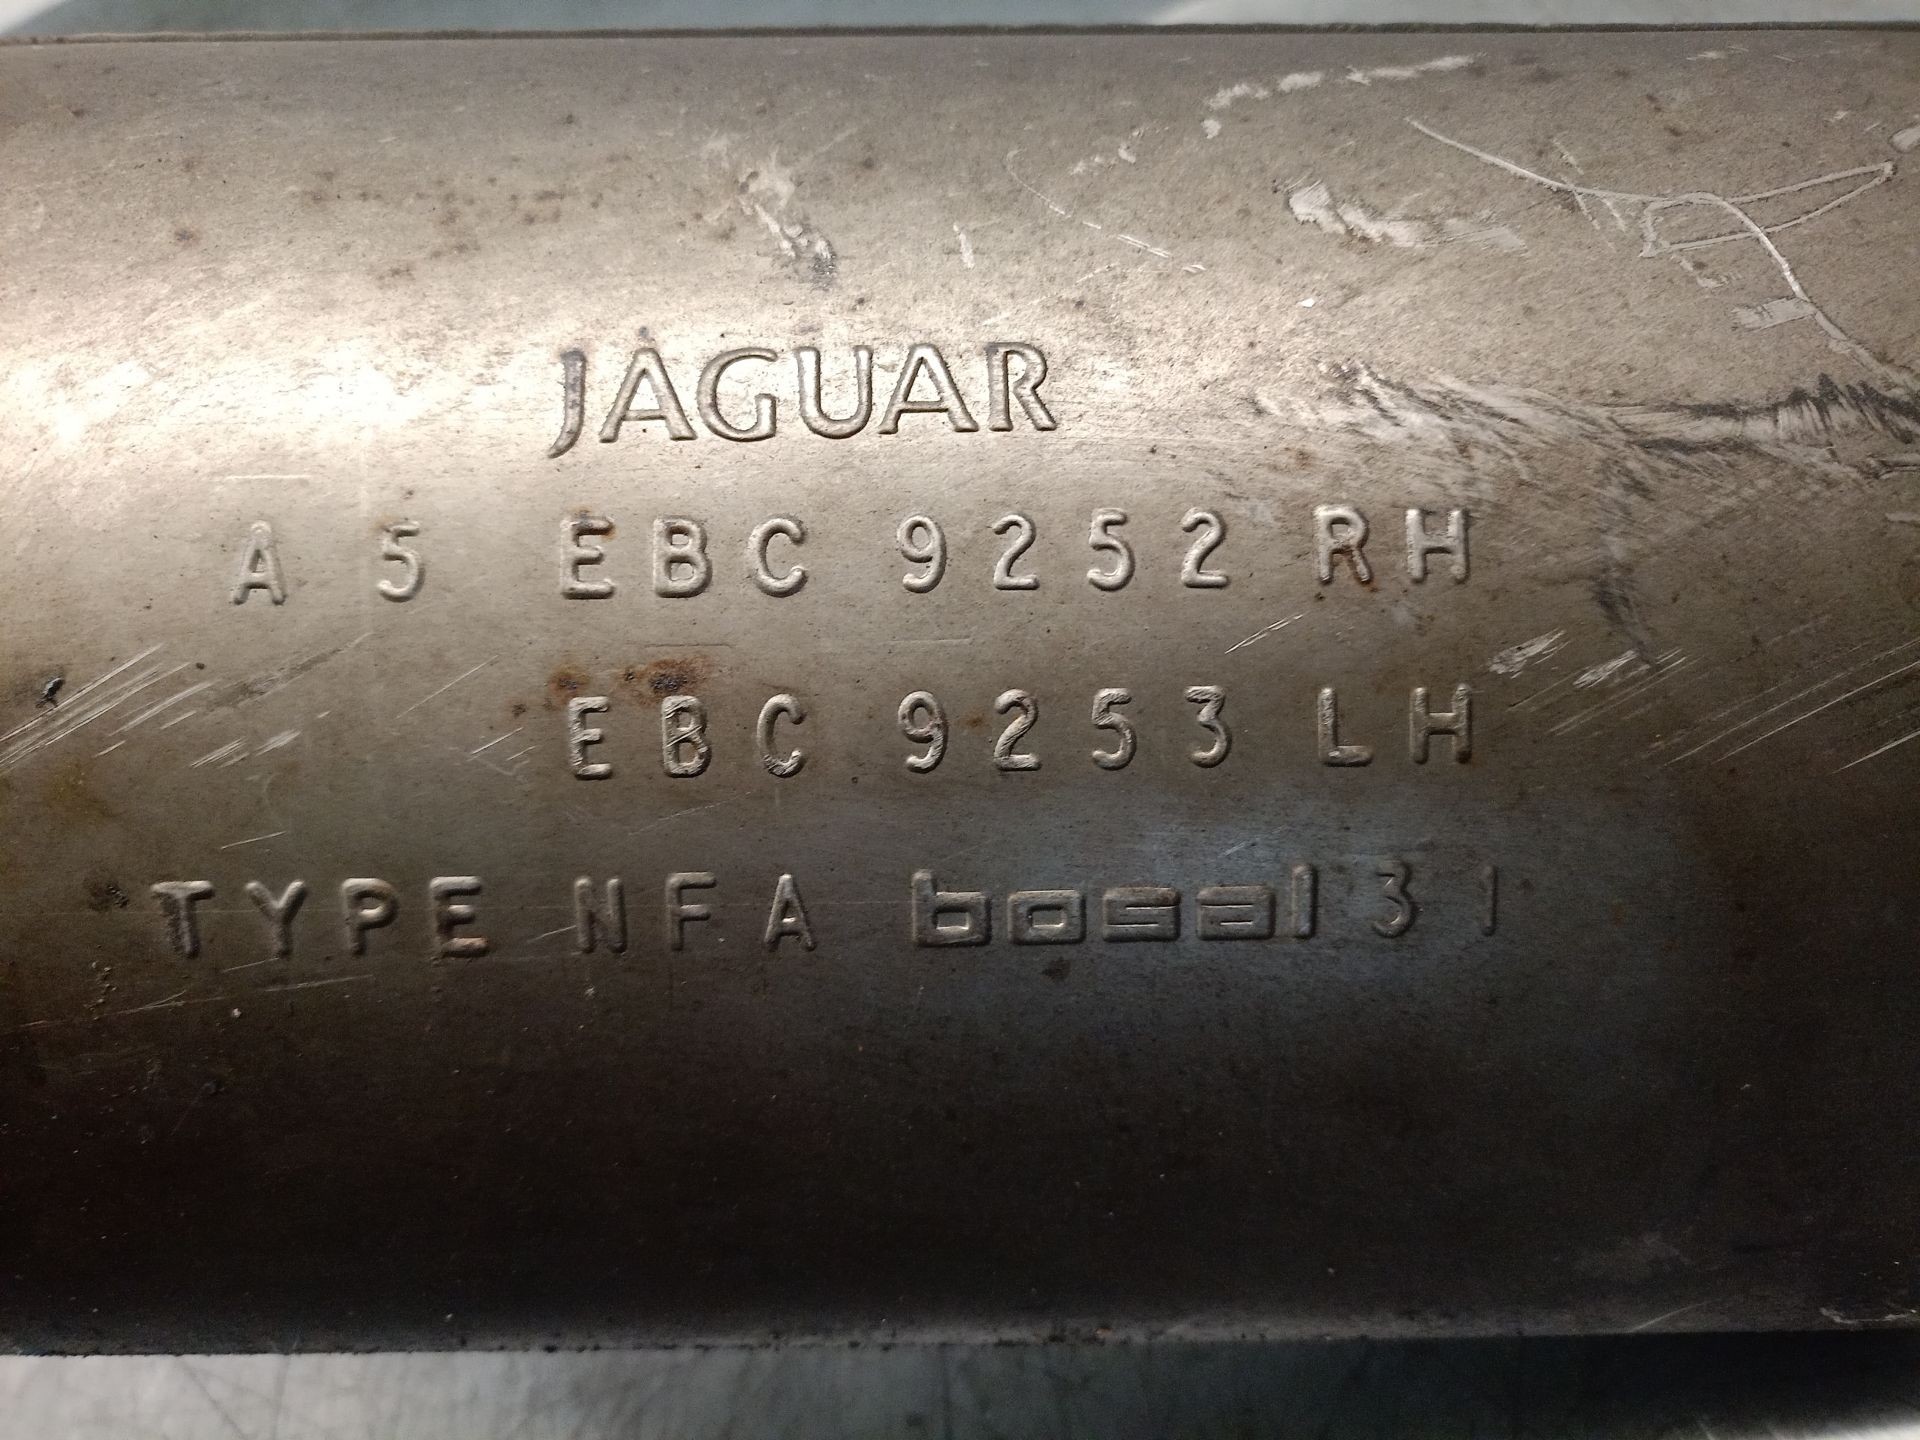 JAGUAR
A 5 EBC 9252 RH
EBC 9253 LH
TYPE NFA bosal 31